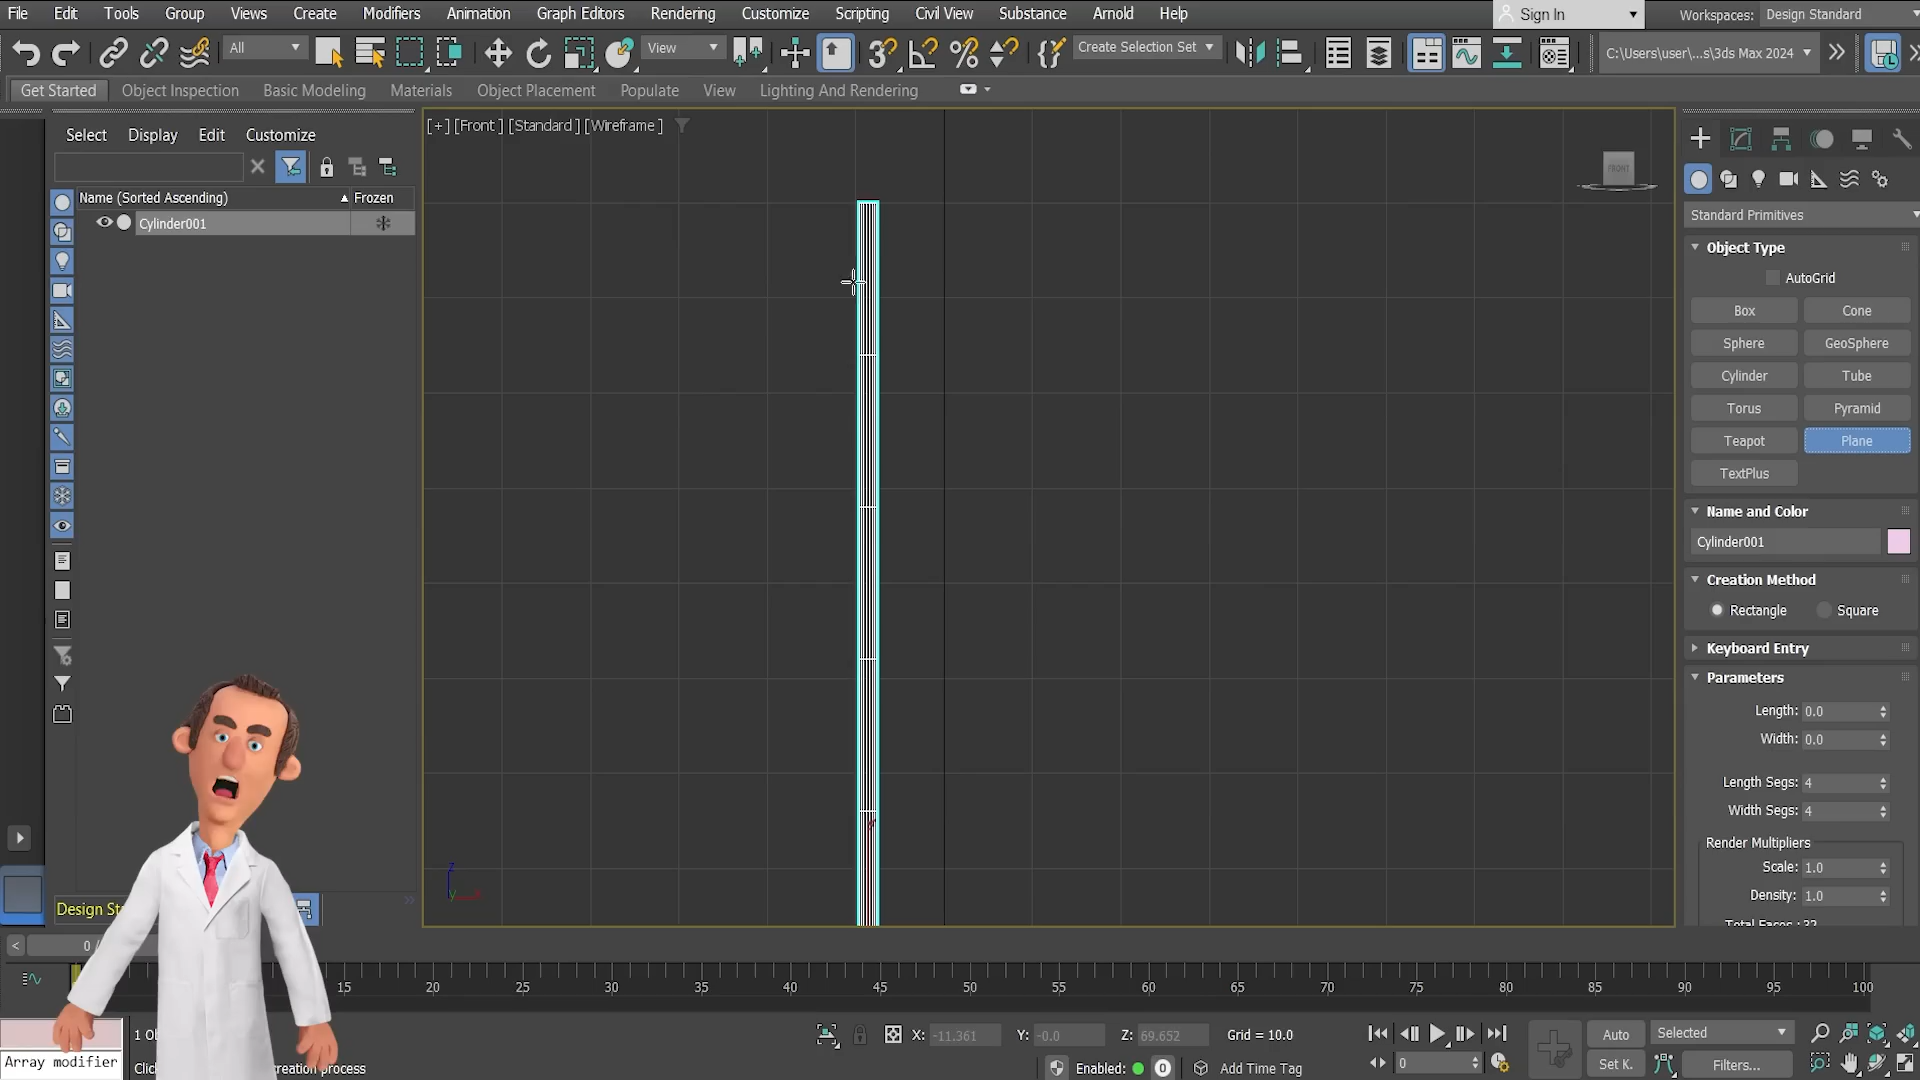 File Edit Tools Group Views Create Modifiers Animation Graph Editors Rendering Customize Scripting Civil View Substance Arnold Help Sign In Workspaces: Design Standard
All View Create Selection Set C:\Users\user\...s\3ds Max 2024
Get Started Object Inspection Basic Modeling Materials Object Placement Populate View Lighting And Rendering
Select Display Edit Customize
[+] [Front ] [Standard ] [Wireframe ]
FRONT
Name (Sorted Ascending) Frozen
Cylinder001
Standard Primitives
Object Type
AutoGrid
Box Cone
Sphere GeoSphere
Cylinder Tube
Torus Pyramid
Teapot Plane
TextPlus
Name and Color
Cylinder001
Creation Method
Rectangle Square
Keyboard Entry
Parameters
Length: 0.0
Width: 0.0
Length Segs: 4
Width Segs: 4
Render Multipliers
Scale: 1.0
Density: 1.0
Total Faces : 32
z
y
Design
0 /
15 20 25 30 35 40 45 50 55 60 65 70 75 80 85 90 95 100
1 X: -11.361 Y: -0.0 Z: 69.652 Grid = 10.0 Auto Selected
Array modifier
reation process Enabled: 0 Add Time Tag 0 Set K. Filters...